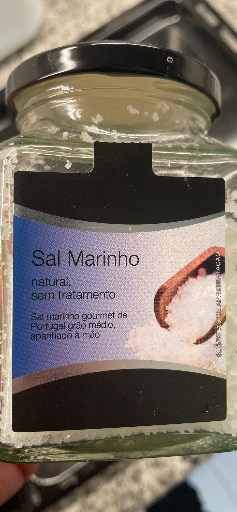 Sal Marinho
natural,
sem tratamento
Sal marinho gourmet de
Portugal grão médio,
apanhado à mão